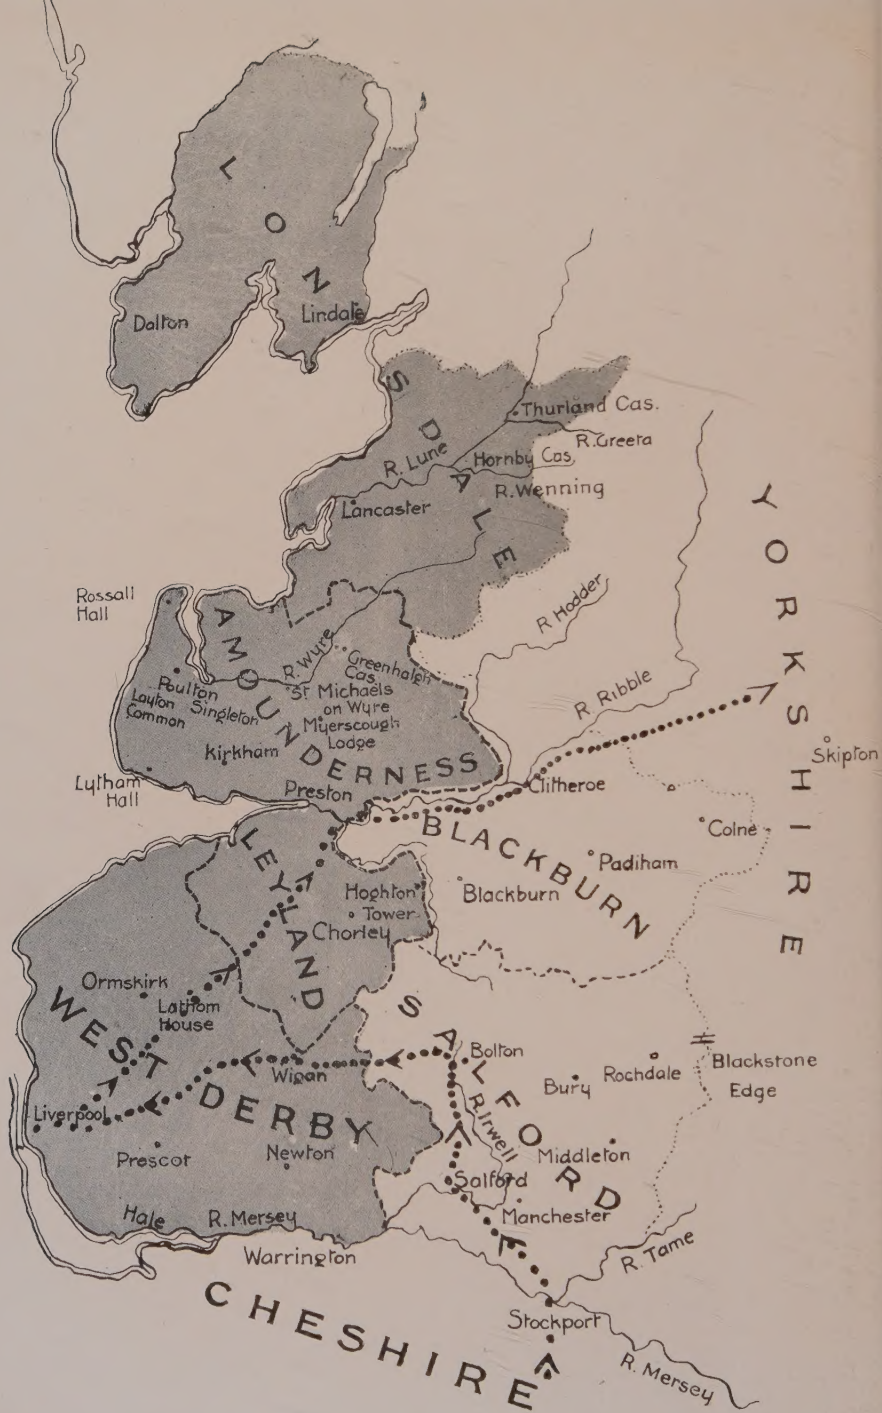 LONSDALE
Dalton
Lindale
Thurland Cas.
R. Greeta
R. Lune
Hornby Cas.
R. Wenning
Lancaster
YORKSHIRE
Rossall
Hall
R Hodder
AMOUNDERNESS
R. Wyre
Greenhalgh
Cas.
R Ribble
Poulton
Layton
Common
Singleton
St Michaels
on Wyre
Myerscough
Lodge
Kirkham
Skipton
Lytham
Hall
Preston
Clitheroe
BLACKBURN
Colne
Padiham
LEYLAND
Hoghton
Tower
Blackburn
Chorley
Ormskirk
Lathom
House
WEST DERBY
SALFORD
Bolton
Wigan
Bury
Rochdale
Blackstone
Edge
Liverpool
R. Irwell
Prescot
Newton
Middleton
Salford
Hale
R. Mersey
Manchester
Warrington
R. Tame
CHESHIRE
Stockport
R. Mersey